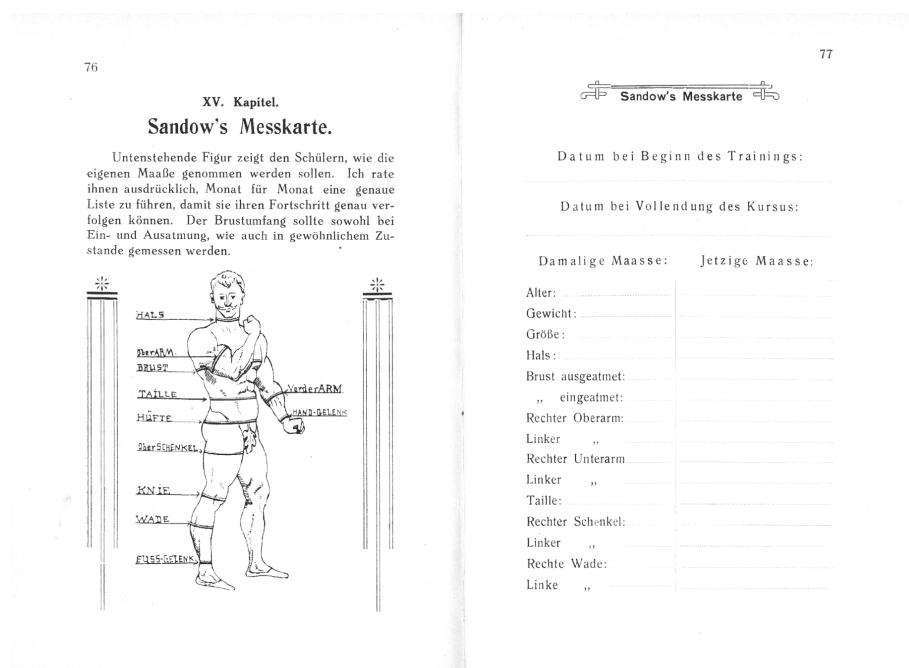 76
XV. Kapitel.
Sandow's Messkarte.
Untenstehende Figur zeigt den Schülern, wie die
eigenen Maaße genommen werden sollen. Ich rate
ihnen ausdrücklich, Monat für Monat eine genaue
Liste zu führen, damit sie ihren Fortschritt genau ver-
folgen können. Der Brustumfang sollte sowohl bei
Ein- und Ausatmung, wie auch in gewöhnlichem Zu-
stande gemessen werden.
HALS
OberARM.
BRUST
TAILLE
VorderARM
HAND-GELENK
HÜFTE
OberSCHENKEL
KNIE
WADE
FUSS-GELENK
77
Sandow's Messkarte
Datum bei Beginn des Trainings:
Datum bei Vollendung des Kursus:
Damalige Maasse: Jetzige Maasse:
Alter:
Gewicht:
Größe:
Hals:
Brust ausgeatmet:
„ eingeatmet:
Rechter Oberarm:
Linker „
Rechter Unterarm
Linker „
Taille:
Rechter Schenkel:
Linker „
Rechte Wade:
Linke „